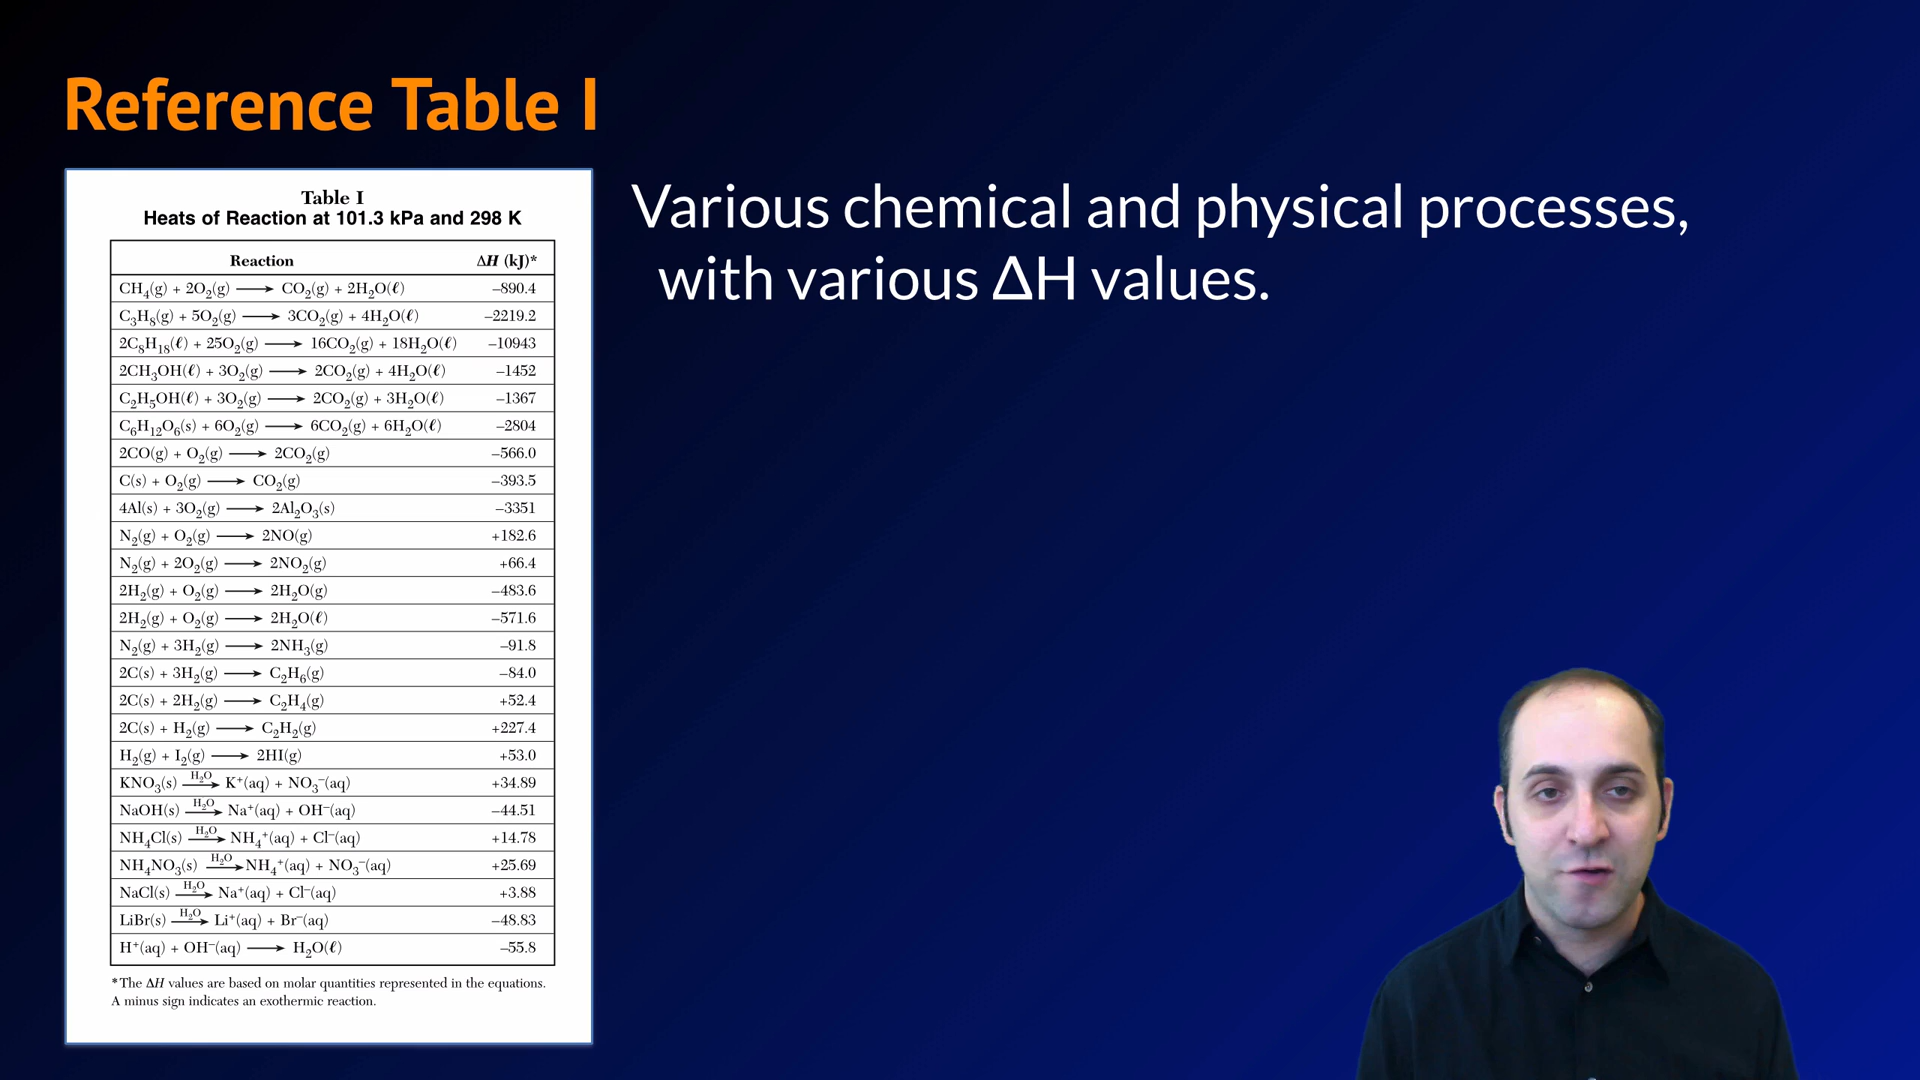 Reference Table I
Table I
Heats of Reaction at 101.3 kPa and 298 K
Reaction ΔH (kJ)*
CH₄(g) + 2O₂(g) ⟶ CO₂(g) + 2H₂O(ℓ) –890.4
C₃H₈(g) + 5O₂(g) ⟶ 3CO₂(g) + 4H₂O(ℓ) –2219.2
2C₈H₁₈(ℓ) + 25O₂(g) ⟶ 16CO₂(g) + 18H₂O(ℓ) –10943
2CH₃OH(ℓ) + 3O₂(g) ⟶ 2CO₂(g) + 4H₂O(ℓ) –1452
C₂H₅OH(ℓ) + 3O₂(g) ⟶ 2CO₂(g) + 3H₂O(ℓ) –1367
C₆H₁₂O₆(s) + 6O₂(g) ⟶ 6CO₂(g) + 6H₂O(ℓ) –2804
2CO(g) + O₂(g) ⟶ 2CO₂(g) –566.0
C(s) + O₂(g) ⟶ CO₂(g) –393.5
4Al(s) + 3O₂(g) ⟶ 2Al₂O₃(s) –3351
N₂(g) + O₂(g) ⟶ 2NO(g) +182.6
N₂(g) + 2O₂(g) ⟶ 2NO₂(g) +66.4
2H₂(g) + O₂(g) ⟶ 2H₂O(g) –483.6
2H₂(g) + O₂(g) ⟶ 2H₂O(ℓ) –571.6
N₂(g) + 3H₂(g) ⟶ 2NH₃(g) –91.8
2C(s) + 3H₂(g) ⟶ C₂H₆(g) –84.0
2C(s) + 2H₂(g) ⟶ C₂H₄(g) +52.4
2C(s) + H₂(g) ⟶ C₂H₂(g) +227.4
H₂(g) + I₂(g) ⟶ 2HI(g) +53.0
KNO₃(s) H₂O⟶ K⁺(aq) + NO₃⁻(aq) +34.89
NaOH(s) H₂O⟶ Na⁺(aq) + OH⁻(aq) –44.51
NH₄Cl(s) H₂O⟶ NH₄⁺(aq) + Cl⁻(aq) +14.78
NH₄NO₃(s) H₂O⟶ NH₄⁺(aq) + NO₃⁻(aq) +25.69
NaCl(s) H₂O⟶ Na⁺(aq) + Cl⁻(aq) +3.88
LiBr(s) H₂O⟶ Li⁺(aq) + Br⁻(aq) –48.83
H⁺(aq) + OH⁻(aq) ⟶ H₂O(ℓ) –55.8
*The ΔH values are based on molar quantities represented in the equations.
A minus sign indicates an exothermic reaction.
Various chemical and physical processes,
with various ΔH values.